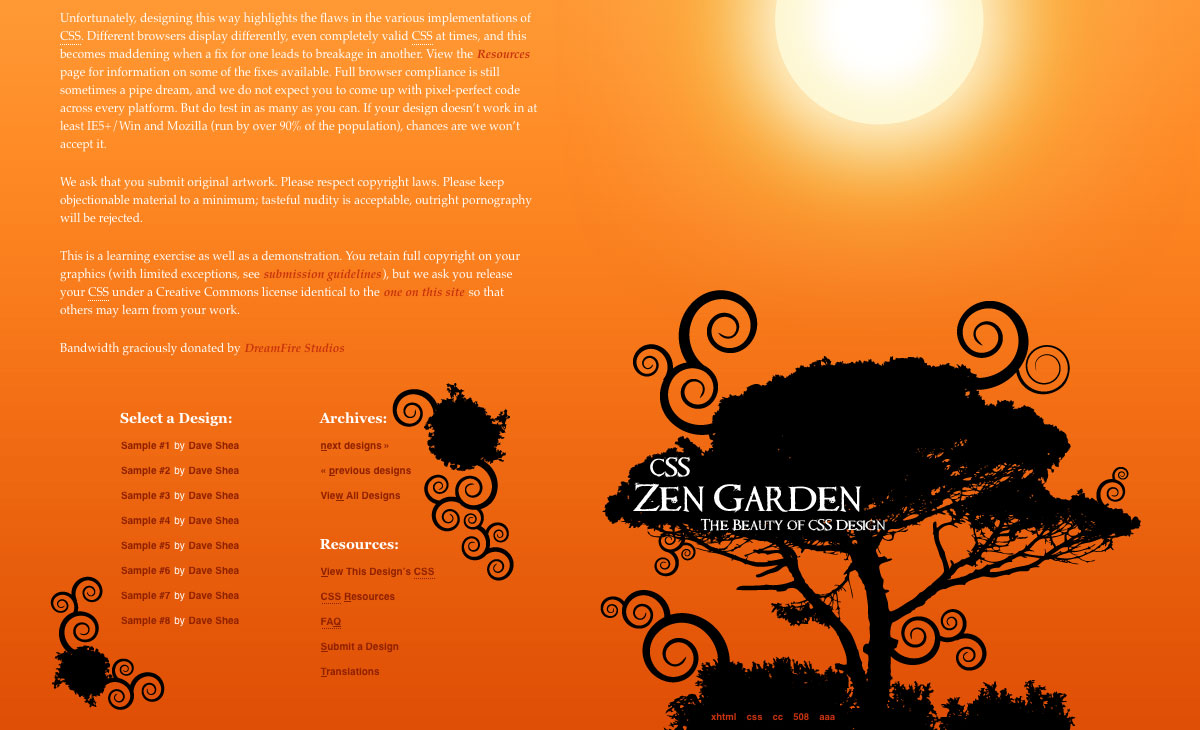 Unfortunately, designing this way highlights the flaws in the various implementations of
CSS. Different browsers display differently, even completely valid CSS at times, and this
becomes maddening when a fix for one leads to breakage in another. View the Resources
page for information on some of the fixes available. Full browser compliance is still
sometimes a pipe dream, and we do not expect you to come up with pixel-perfect code
across every platform. But do test in as many as you can. If your design doesn't work in at
least IE5+/Win and Mozilla (run by over 90% of the population), chances are we won't
accept it.
We ask that you submit original artwork. Please respect copyright laws. Please keep
objectionable material to a minimum; tasteful nudity is acceptable, outright pornography
will be rejected.
This is a learning exercise as well as a demonstration. You retain full copyright on your
graphics (with limited exceptions, see submission guidelines), but we ask you release
your CSS under a Creative Commons license identical to the one on this site so that
others may learn from your work.
Bandwidth graciously donated by DreamFire Studios
Select a Design:
Sample #1 by Dave Shea
Sample #2 by Dave Shea
Sample #3 by Dave Shea
Sample #4 by Dave Shea
Sample #5 by Dave Shea
Sample #6 by Dave Shea
Sample #7 by Dave Shea
Sample #8 by Dave Shea
Archives:
next designs »
« previous designs
View All Designs
Resources:
View This Design's CSS
CSS Resources
FAQ
Submit a Design
Translations
CSS
ZEN GARDEN
THE BEAUTY OF CSS DESIGN
xhtml css cc 508 aaa